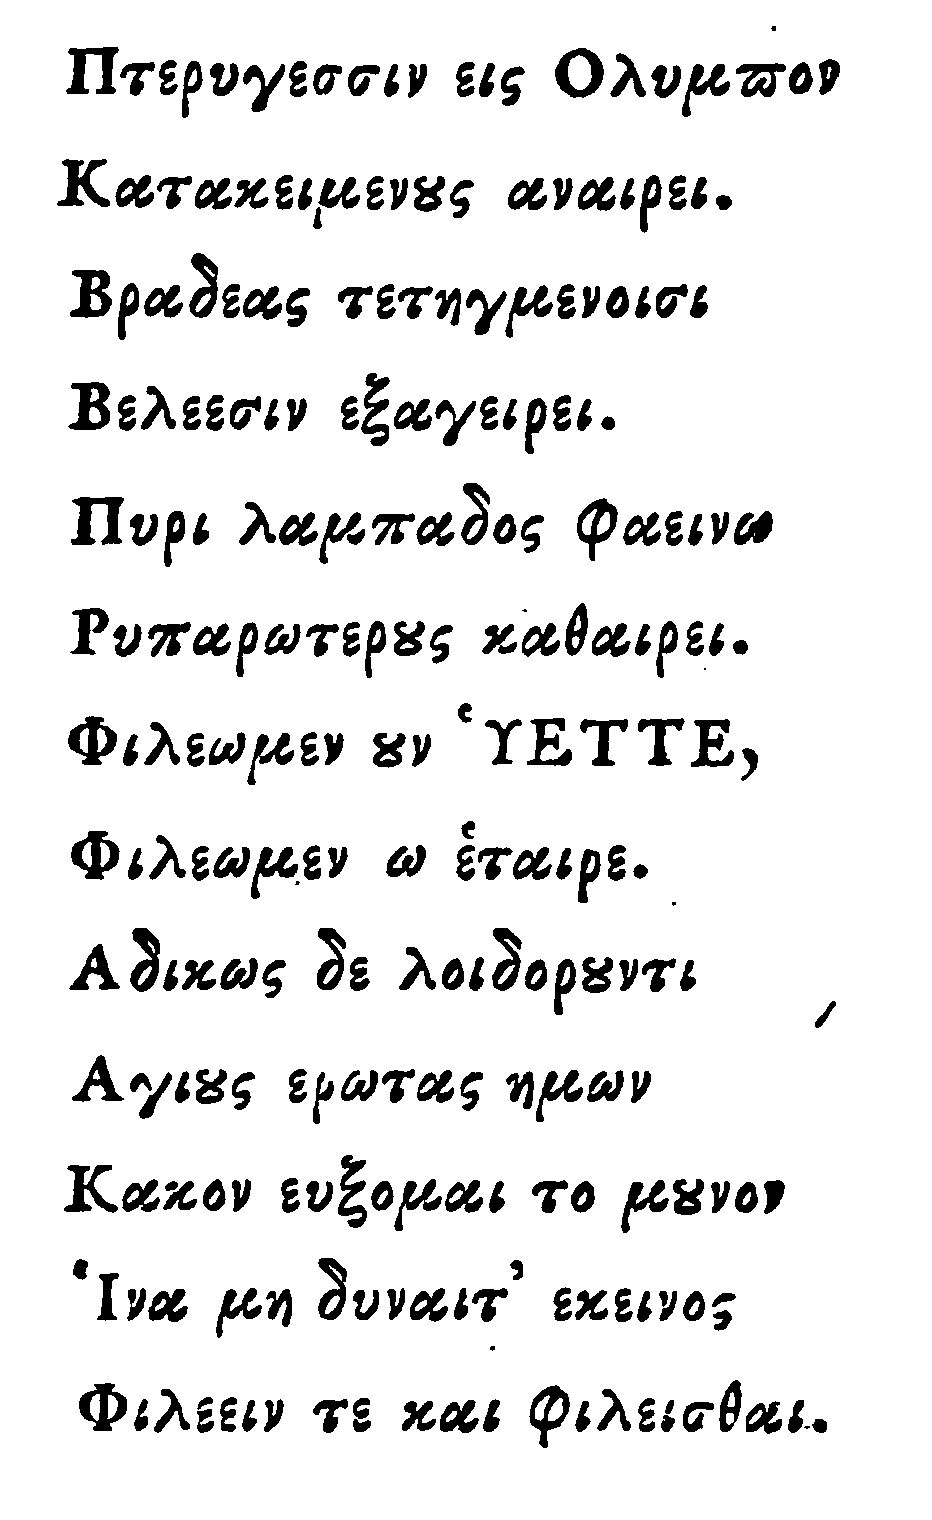 Πτερυγεσσιν εις Ολυμϖον
Κατακειμενȣς αναιρει.
Βραδεας τετηγμενοισι
Βελεεσιν εξαγειρει.
Πυρι λαμπαδος φαεινω
Ρυπαρωτερȣς καθαιρει.
Φιλεωμεν ȣν ῾ΥΕΤΤΕ,
Φιλεωμεν ω ἑταιρε.
Αδικως δε λοιδορȣντι
Αγιȣς ερωτας ημων
Κακον ευξομαι το μȣνον
Ἱνα μη δυναιτ’ εκεινος
Φιλεειν τε και φιλεισθαι.